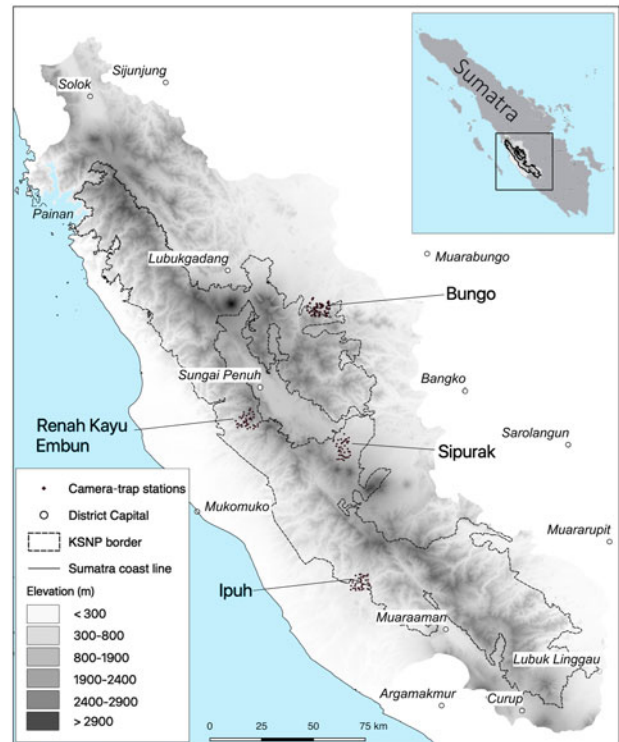 Sijunjung
Solok
Sumatra
Painan
Lubukgadang
Muarabungo
Bungo
Sungai Penuh
Bangko
Renah Kayu
Embun
Sipurak
Sarolangun
Camera-trap stations
District Capital
KSNP border
Sumatra coast line
Elevation (m)
< 300
300-800
800-1900
1900-2400
2400-2900
> 2900
Mukomuko
Muararupit
Ipuh
Muaraaman
Lubuk Linggau
Argamakmur
Curup
0 25 50 75 km